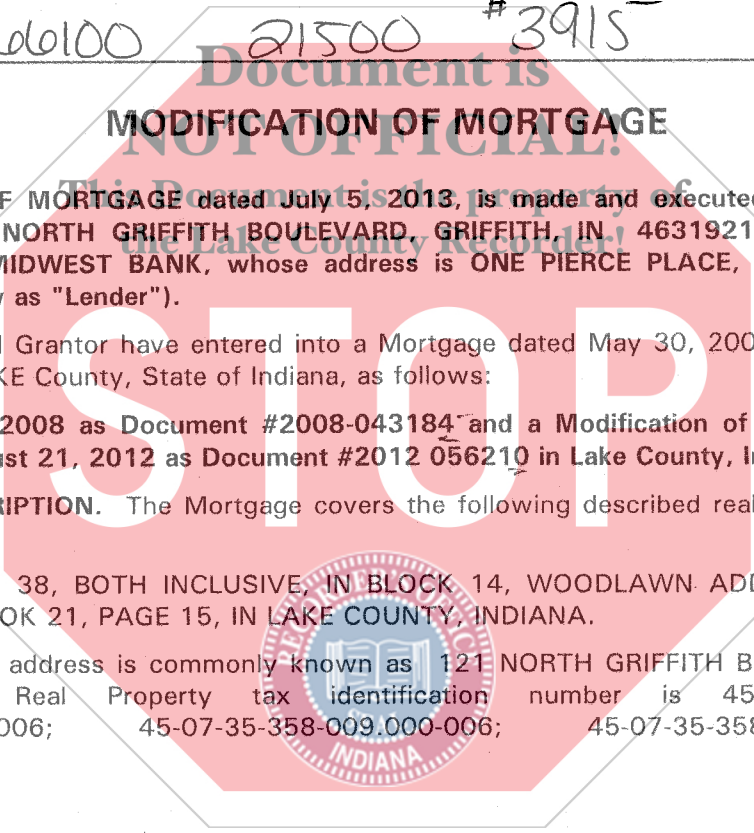 66100 21500 #3915
Document is
MODIFICATION OF MORTGAGE
NOT OFFICIAL!
F MORTGAGE dated July 5, 2013, is made and executed
This Document is the property of
NORTH GRIFFITH BOULEVARD, GRIFFITH, IN 4631921
the Lake County Recorder!
MIDWEST BANK, whose address is ONE PIERCE PLACE,
y as "Lender").
d Grantor have entered into a Mortgage dated May 30, 200
KE County, State of Indiana, as follows:
STOP
2008 as Document #2008-043184 and a Modification of
ust 21, 2012 as Document #2012 056210 in Lake County, I
RIPTION. The Mortgage covers the following described real
38, BOTH INCLUSIVE, IN BLOCK 14, WOODLAWN ADD
OK 21, PAGE 15, IN LAKE COUNTY, INDIANA.
address is commonly known as 121 NORTH GRIFFITH B
Real Property tax identification number is 45
006; 45-07-35-358-009.000-006; 45-07-35-358
SEAL
INDIANA